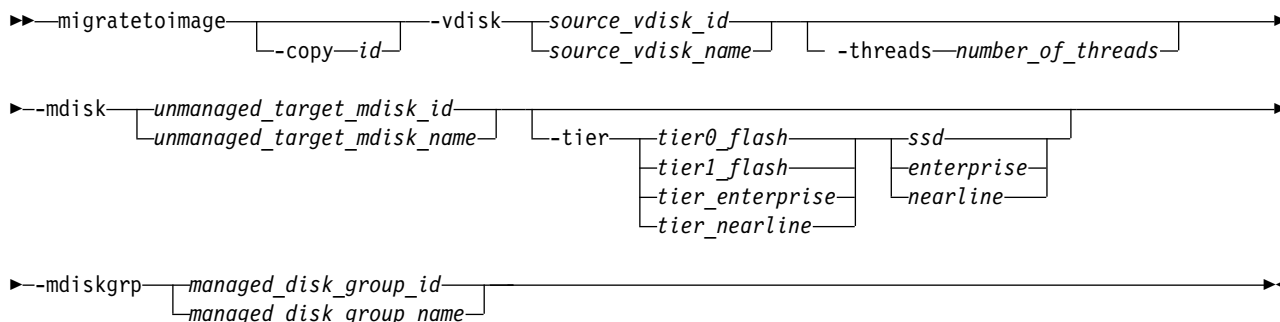 migratetoimage -copy id -vdisk source_vdisk_id source_vdisk_name -threads number_of_threads
-mdisk unmanaged_target_mdisk_id unmanaged_target_mdisk_name -tier tier0_flash tier1_flash tier_enterprise tier_nearline ssd enterprise nearline
-mdiskgrp managed_disk_group_id managed_disk_group_name